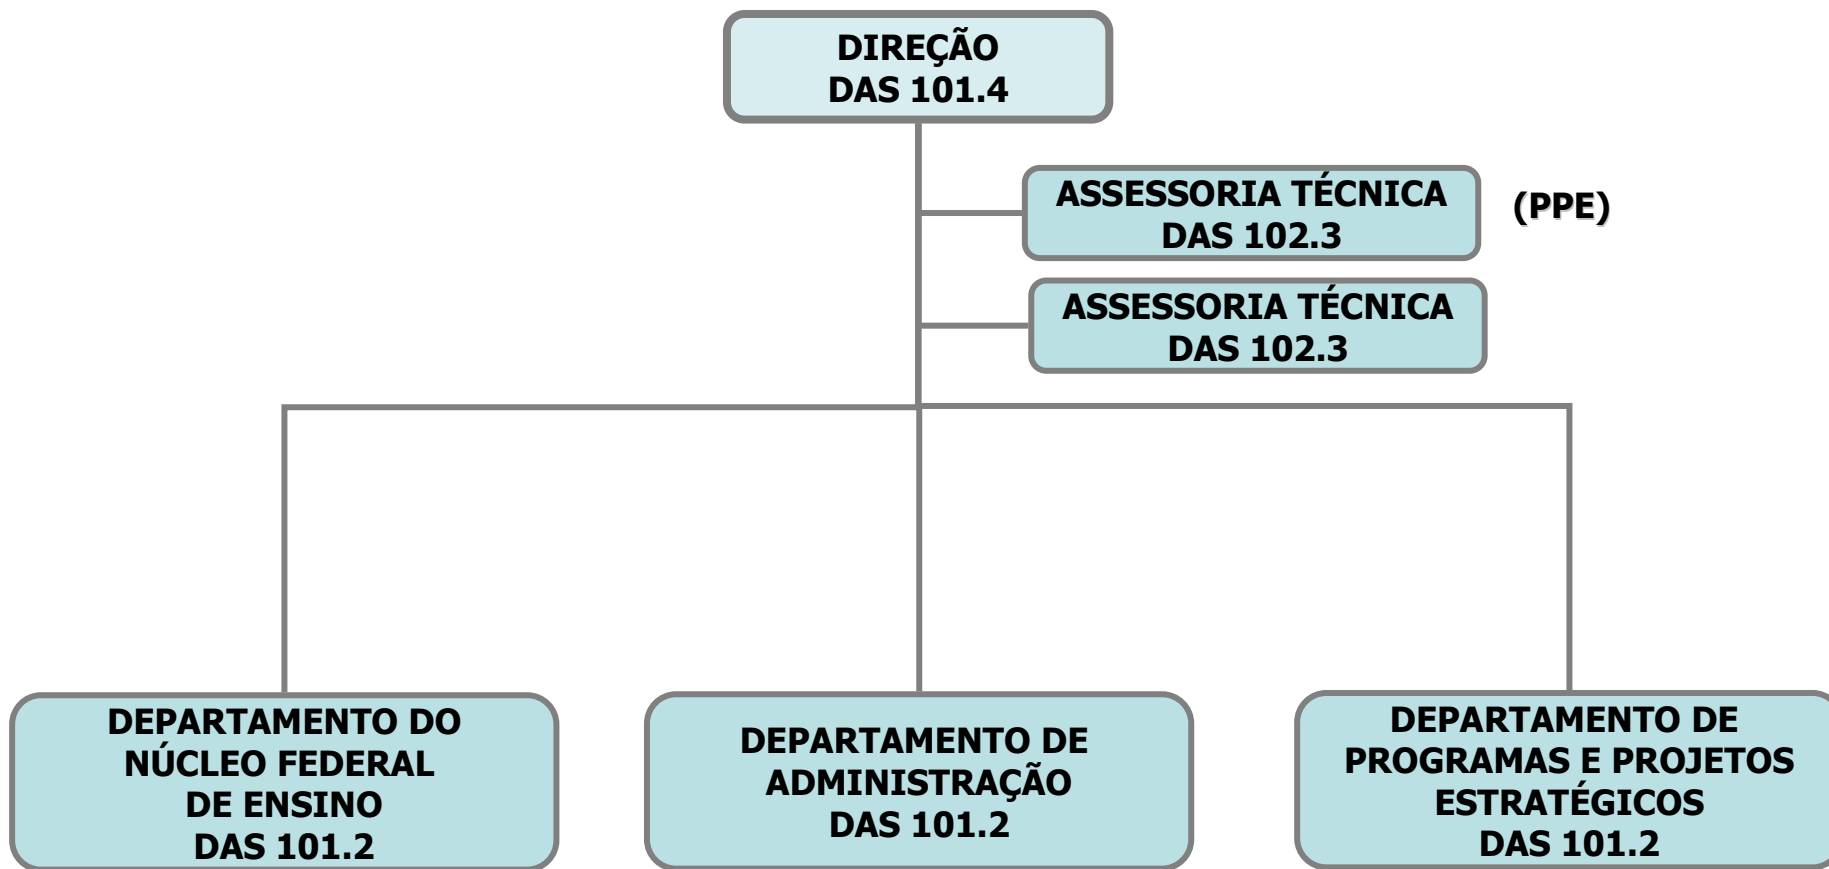 DIREÇÃO
DAS 101.4
ASSESSORIA TÉCNICA
DAS 102.3
(PPE)
ASSESSORIA TÉCNICA
DAS 102.3
DEPARTAMENTO DO
NÚCLEO FEDERAL
DE ENSINO
DAS 101.2
DEPARTAMENTO DE
ADMINISTRAÇÃO
DAS 101.2
DEPARTAMENTO DE
PROGRAMAS E PROJETOS
ESTRATÉGICOS
DAS 101.2